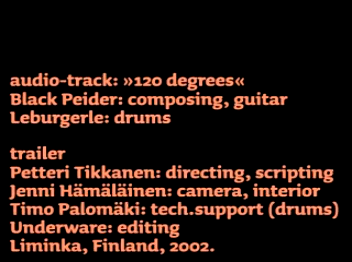 audio-track: »120 degrees«
Black Peider: composing, guitar
Leburgerle: drums
trailer
Petteri Tikkanen: directing, scripting
Jenni Hämäläinen: camera, interior
Timo Palomäki: tech.support (drums)
Underware: editing
Liminka, Finland, 2002.